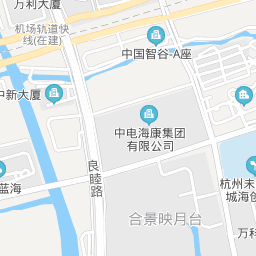 万利大厦
机场轨道快
线(在建)
中国智谷-A座
中新大厦
中电海康集团
有限公司
良睦路
杭州末
城海创
蓝海
合景映月台
万科